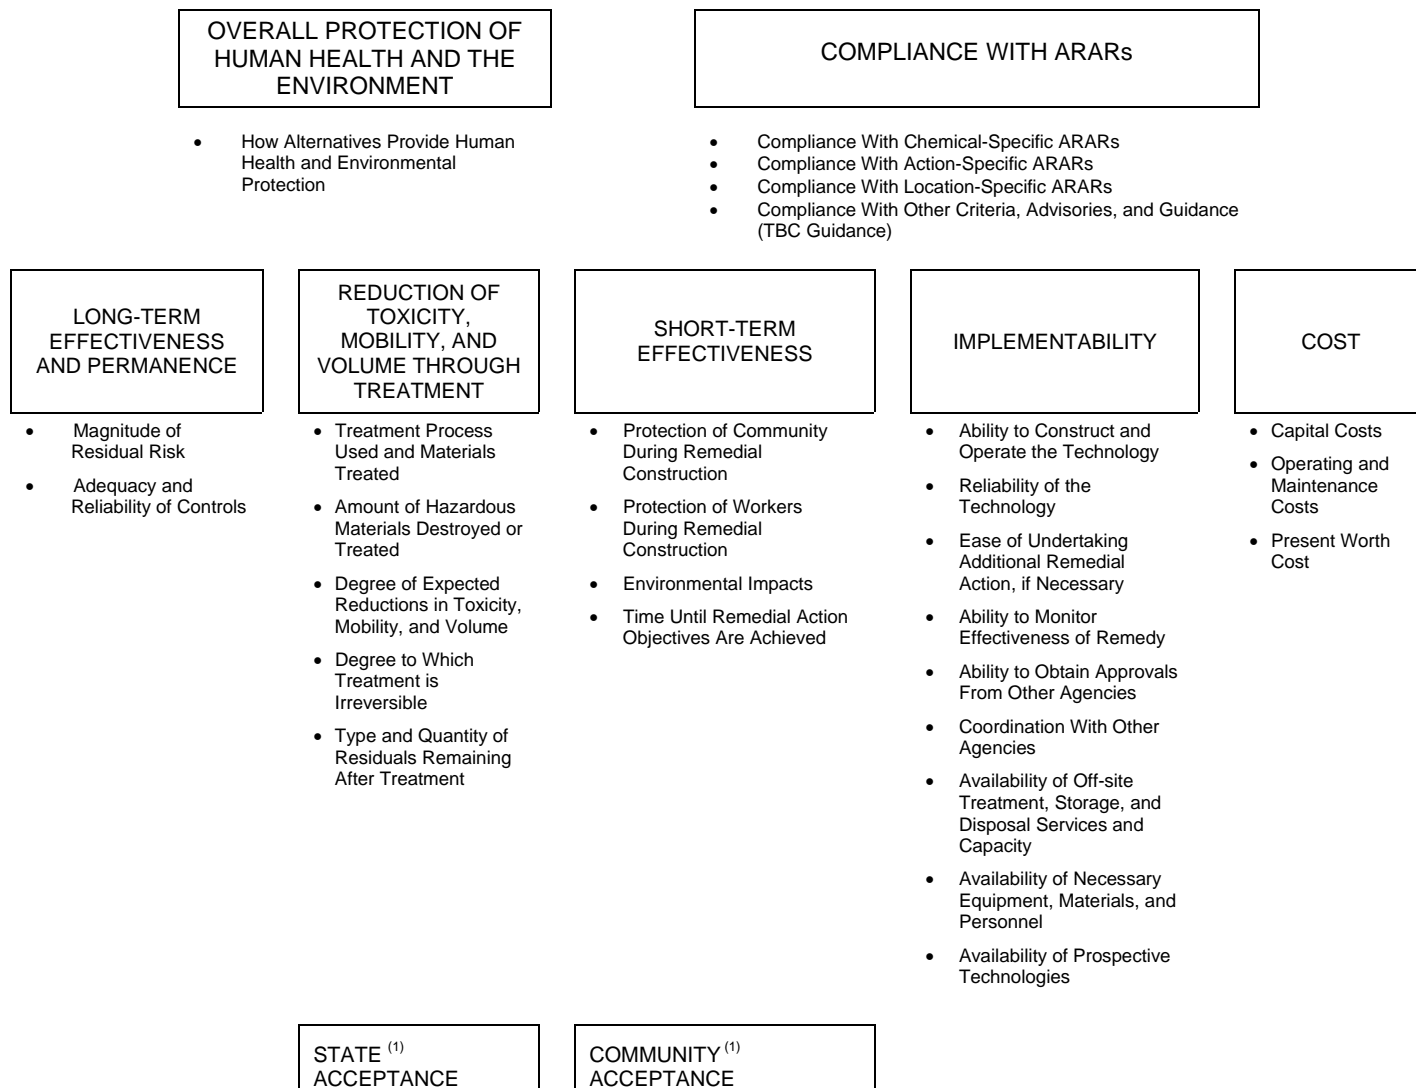 OVERALL PROTECTION OF
HUMAN HEALTH AND THE
ENVIRONMENT
• How Alternatives Provide Human
Health and Environmental
Protection
COMPLIANCE WITH ARARs
• Compliance With Chemical-Specific ARARs
• Compliance With Action-Specific ARARs
• Compliance With Location-Specific ARARs
• Compliance With Other Criteria, Advisories, and Guidance
(TBC Guidance)
LONG-TERM
EFFECTIVENESS
AND PERMANENCE
• Magnitude of
Residual Risk
• Adequacy and
Reliability of Controls
REDUCTION OF
TOXICITY,
MOBILITY, AND
VOLUME THROUGH
TREATMENT
• Treatment Process
Used and Materials
Treated
• Amount of Hazardous
Materials Destroyed or
Treated
• Degree of Expected
Reductions in Toxicity,
Mobility, and Volume
• Degree to Which
Treatment is
Irreversible
• Type and Quantity of
Residuals Remaining
After Treatment
SHORT-TERM
EFFECTIVENESS
• Protection of Community
During Remedial
Construction
• Protection of Workers
During Remedial
Construction
• Environmental Impacts
• Time Until Remedial Action
Objectives Are Achieved
IMPLEMENTABILITY
• Ability to Construct and
Operate the Technology
• Reliability of the
Technology
• Ease of Undertaking
Additional Remedial
Action, if Necessary
• Ability to Monitor
Effectiveness of Remedy
• Ability to Obtain Approvals
From Other Agencies
• Coordination With Other
Agencies
• Availability of Off-site
Treatment, Storage, and
Disposal Services and
Capacity
• Availability of Necessary
Equipment, Materials, and
Personnel
• Availability of Prospective
Technologies
COST
• Capital Costs
• Operating and
Maintenance
Costs
• Present Worth
Cost
STATE (1)
ACCEPTANCE
COMMUNITY (1)
ACCEPTANCE